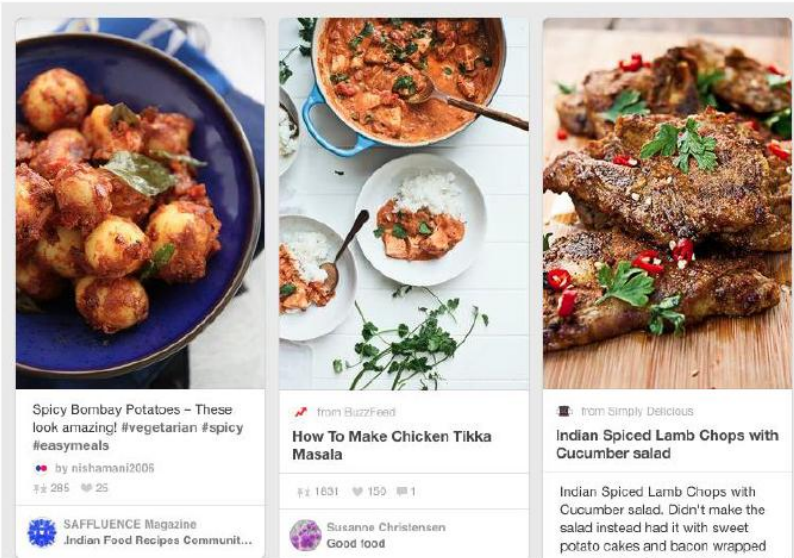 Spicy Bombay Potatoes – These
look amazing! #vegetarian #spicy
#easymeals
by nishamani2006
285 25
SAFFLUENCE Magazine
.Indian Food Recipes Communit...
from BuzzFeed
How To Make Chicken Tikka
Masala
1831 150 1
Susanne Christensen
Good food
from Simply Delicious
Indian Spiced Lamb Chops with
Cucumber salad
Indian Spiced Lamb Chops with
Cucumber salad. Didn't make the
salad instead had it with sweet
potato cakes and bacon wrapped